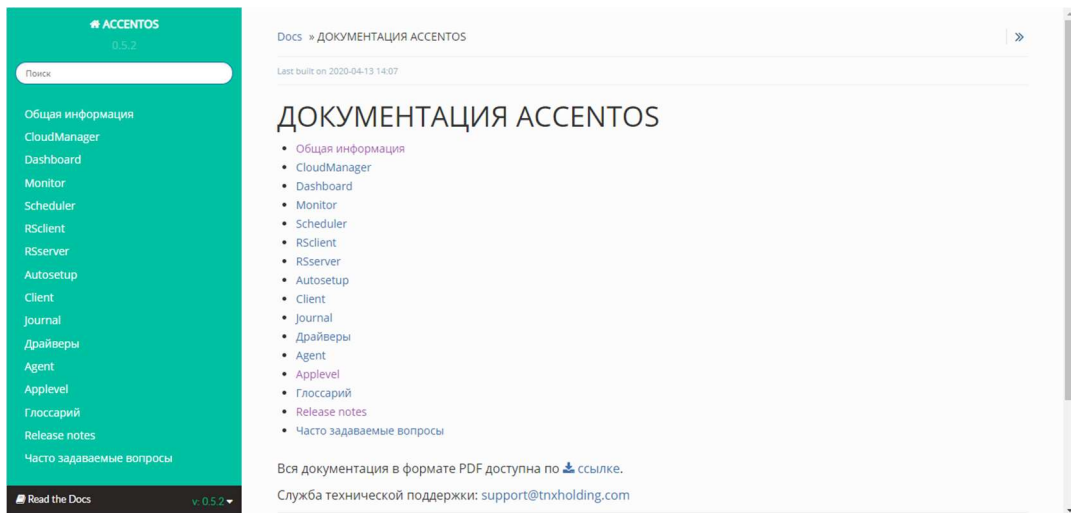 ACCENTOS
0.5.2
Поиск
Общая информация
CloudManager
Dashboard
Monitor
Scheduler
RSclient
RSserver
Autosetup
Client
Journal
Драйверы
Agent
Applevel
Глоссарий
Release notes
Часто задаваемые вопросы
Read the Docs v: 0.5.2
Docs » ДОКУМЕНТАЦИЯ ACCENTOS
Last built on 2020-04-13 14:07
ДОКУМЕНТАЦИЯ ACCENTOS
Общая информация
CloudManager
Dashboard
Monitor
Scheduler
RSclient
RSserver
Autosetup
Client
Journal
Драйверы
Agent
Applevel
Глоссарий
Release notes
Часто задаваемые вопросы
Вся документация в формате PDF доступна по ссылке.
Служба технической поддержки: support@tnxholding.com